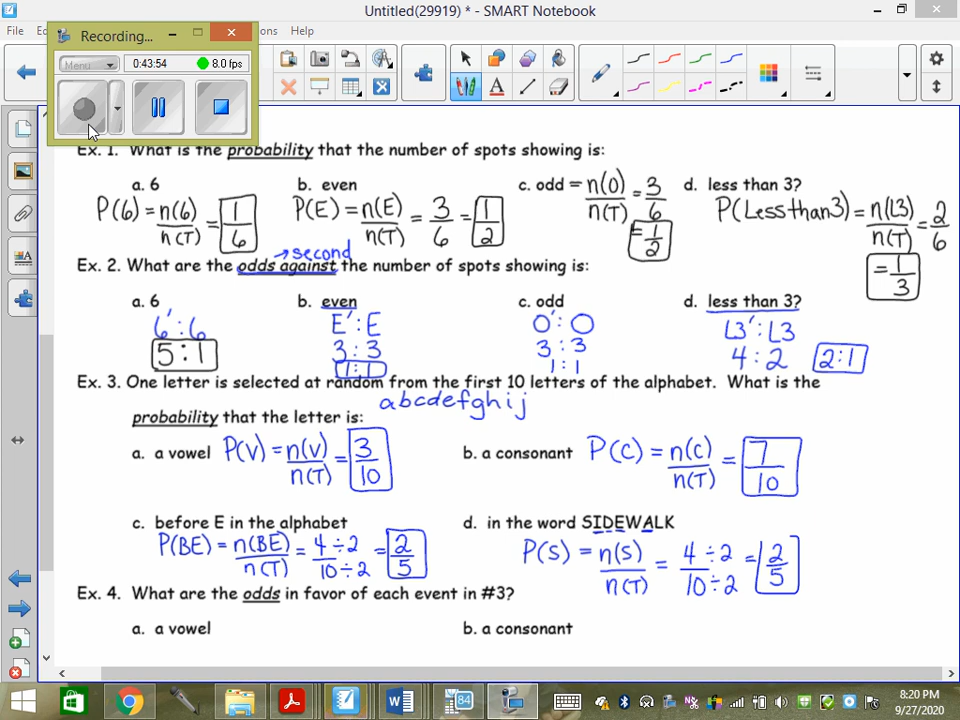 Untitled(29919) * - SMART Notebook
File
Recording...
Menu
0:43:54
8.0 fps
ons
Help
Ex. 1. What is the probability that the number of spots showing is:
a. 6
b. even
c. odd = n(O)/n(T) = 3/6 = 1/2
d. less than 3?
P(6) = n(6)/n(T) = 1/6
P(E) = n(E)/n(T) = 3/6 = 1/2
P(Less than 3) = n(L3)/n(T) = 2/6 = 1/3
→second
Ex. 2. What are the odds against the number of spots showing is:
a. 6
b. even
c. odd
d. less than 3?
6' : 6
E' : E
O' : O
L3' : L3
5 : 1
3 : 3
3 : 3
4 : 2
2 : 1
1 : 1
1 : 1
Ex. 3. One letter is selected at random from the first 10 letters of the alphabet. What is the
a b c d e f g h i j
probability that the letter is:
a. a vowel P(V) = n(V)/n(T) = 3/10
b. a consonant P(C) = n(C)/n(T) = 7/10
c. before E in the alphabet
d. in the word SIDEWALK
P(BE) = n(BE)/n(T) = 4÷2/10÷2 = 2/5
P(S) = n(S)/n(T) = 4÷2/10÷2 = 2/5
Ex. 4. What are the odds in favor of each event in #3?
a. a vowel
b. a consonant
84
8:20 PM
9/27/2020